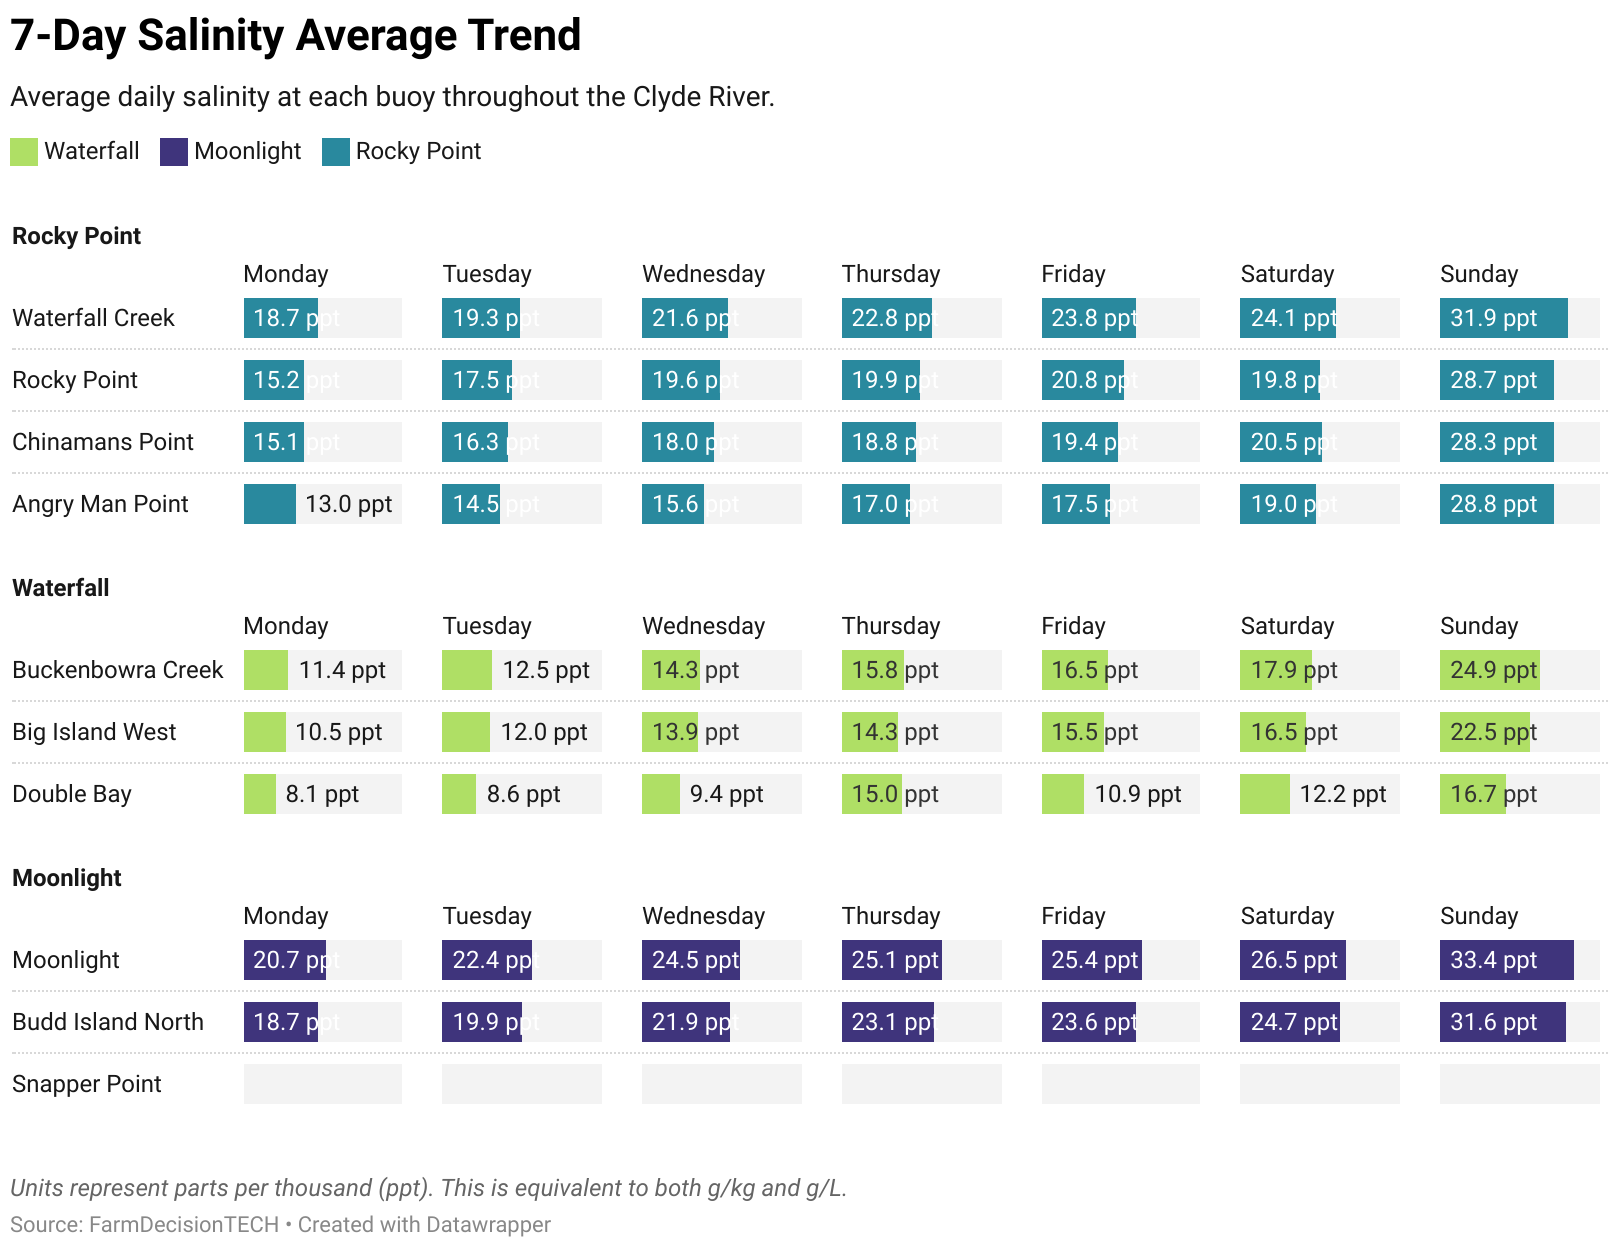 7-Day Salinity Average Trend
Average daily salinity at each buoy throughout the Clyde River.
Waterfall Moonlight Rocky Point
Rocky Point
Monday Tuesday Wednesday Thursday Friday Saturday Sunday
Waterfall Creek 18.7 ppt 19.3 ppt 21.6 ppt 22.8 ppt 23.8 ppt 24.1 ppt 31.9 ppt
Rocky Point 15.2 ppt 17.5 ppt 19.6 ppt 19.9 ppt 20.8 ppt 19.8 ppt 28.7 ppt
Chinamans Point 15.1 ppt 16.3 ppt 18.0 ppt 18.8 ppt 19.4 ppt 20.5 ppt 28.3 ppt
Angry Man Point 13.0 ppt 14.5 ppt 15.6 ppt 17.0 ppt 17.5 ppt 19.0 ppt 28.8 ppt
Waterfall
Monday Tuesday Wednesday Thursday Friday Saturday Sunday
Buckenbowra Creek 11.4 ppt 12.5 ppt 14.3 ppt 15.8 ppt 16.5 ppt 17.9 ppt 24.9 ppt
Big Island West 10.5 ppt 12.0 ppt 13.9 ppt 14.3 ppt 15.5 ppt 16.5 ppt 22.5 ppt
Double Bay 8.1 ppt 8.6 ppt 9.4 ppt 15.0 ppt 10.9 ppt 12.2 ppt 16.7 ppt
Moonlight
Monday Tuesday Wednesday Thursday Friday Saturday Sunday
Moonlight 20.7 ppt 22.4 ppt 24.5 ppt 25.1 ppt 25.4 ppt 26.5 ppt 33.4 ppt
Budd Island North 18.7 ppt 19.9 ppt 21.9 ppt 23.1 ppt 23.6 ppt 24.7 ppt 31.6 ppt
Snapper Point
Units represent parts per thousand (ppt). This is equivalent to both g/kg and g/L.
Source: FarmDecisionTECH • Created with Datawrapper